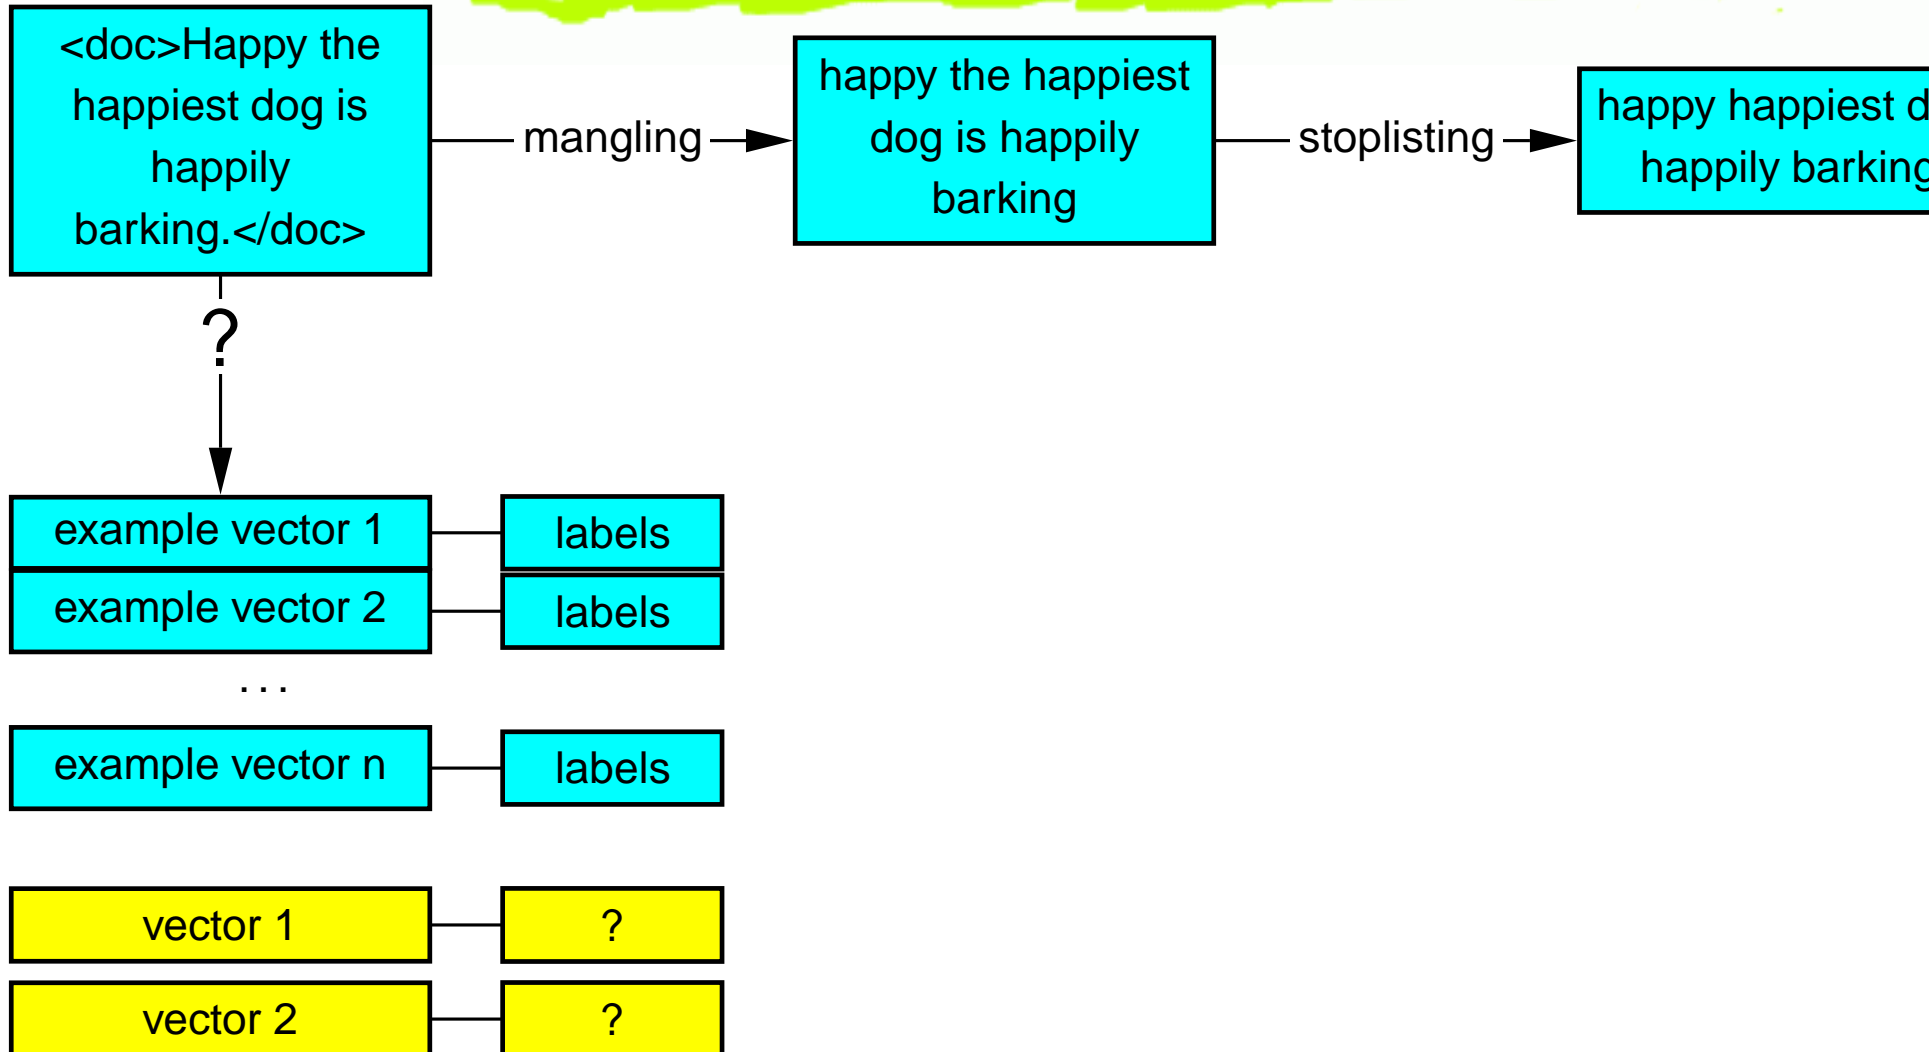 <doc>Happy the
happiest dog is
happily
barking.</doc>
mangling
happy the happiest
dog is happily
barking
stoplisting
happy happiest
happily
?
example vector 1
labels
example vector 2
labels
...
example vector n
labels
vector 1
?
vector 2
?